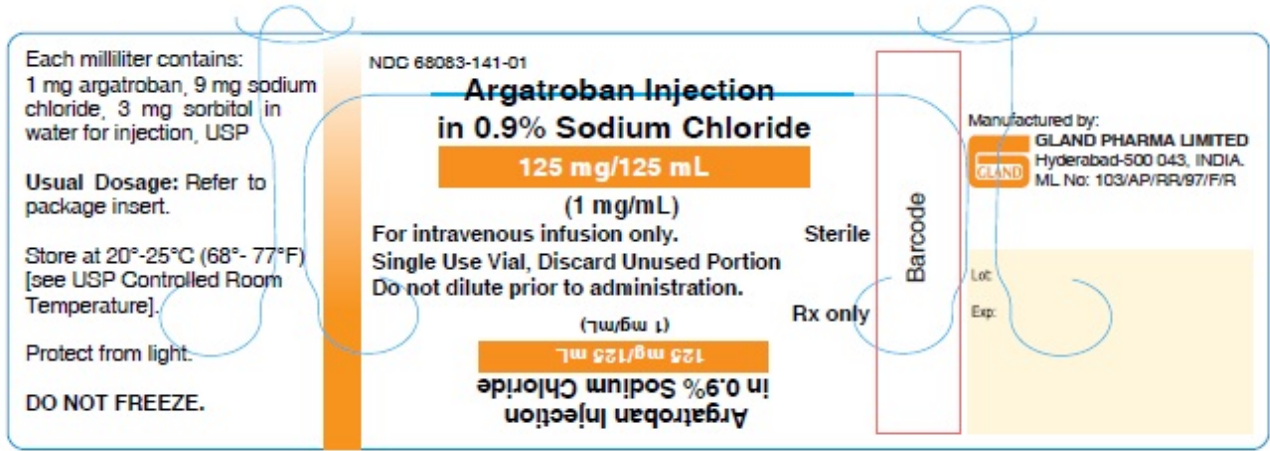 Each milliliter contains:
1 mg argatroban, 9 mg sodium
chloride, 3 mg sorbitol in
water for injection, USP
Usual Dosage: Refer to
package insert.
Store at 20°-25°C (68°- 77°F)
[see USP Controlled Room
Temperature].
Protect from light.
DO NOT FREEZE.
NDC 68083-141-01
Argatroban Injection
in 0.9% Sodium Chloride
125 mg/125 mL
(1 mg/mL)
For intravenous infusion only.
Sterile
Single Use Vial, Discard Unused Portion
Do not dilute prior to administration.
Rx only
Argatroban Injection
in 0.9% Sodium Chloride
125 mg/125 mL
(1 mg/mL)
Barcode
Manufactured by:
GLAND PHARMA LIMITED
GLAND
Hyderabad-500 043, INDIA.
ML No: 103/AP/RR/97/F/R
Lot:
Exp: